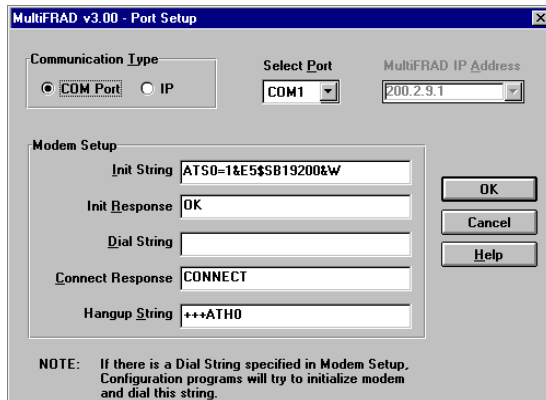 MultiFRAD v3.00 - Port Setup
Communication Type
COM Port
IP
Select Port
COM1
MultiFRAD IP Address
200.2.9.1
Modem Setup
Init String
ATS0=1&E5$SB19200&W
Init Response
OK
Dial String
Connect Response
CONNECT
Hangup String
+++ATH0
OK
Cancel
Help
NOTE: If there is a Dial String specified in Modem Setup,
Configuration programs will try to initialize modem
and dial this string.